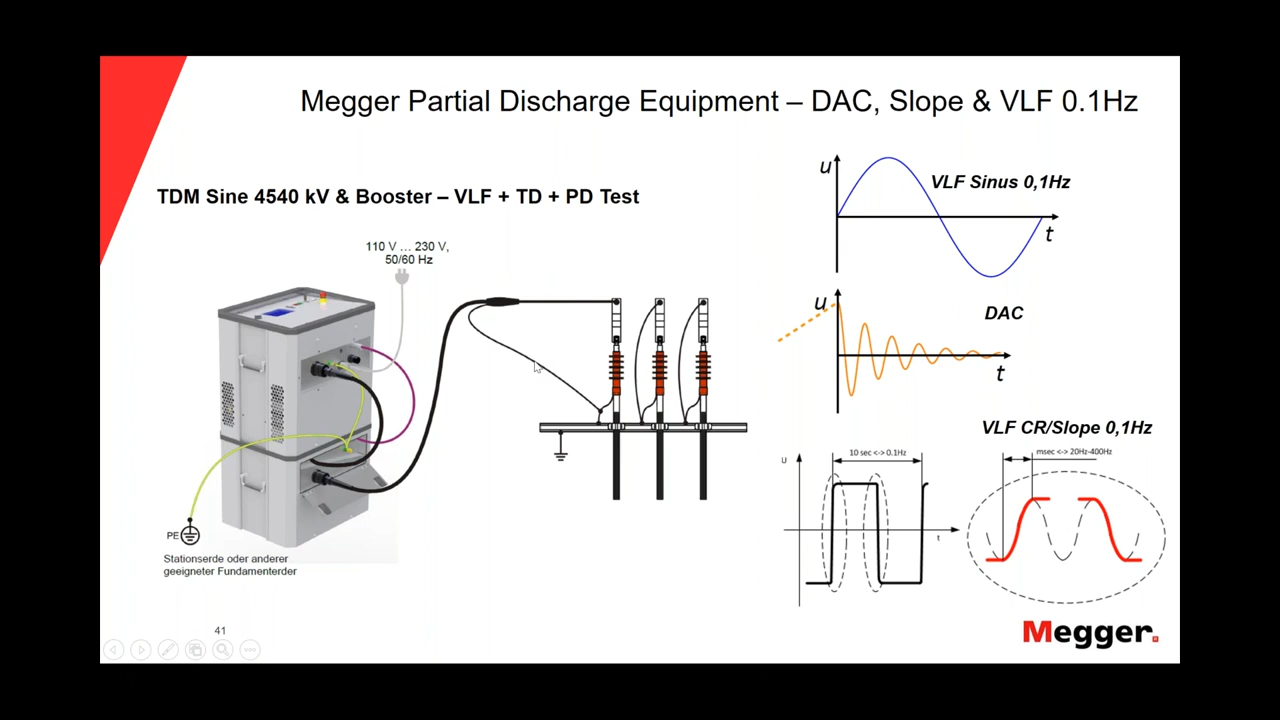 Megger Partial Discharge Equipment – DAC, Slope & VLF 0.1Hz
TDM Sine 4540 kV & Booster – VLF + TD + PD Test
110 V ... 230 V,
50/60 Hz
PE
Stationserde oder anderer
geeigneter Fundamenterder
u
VLF Sinus 0,1Hz
t
u
DAC
t
VLF CR/Slope 0,1Hz
U
10 sec <-> 0.1Hz
t
msec <-> 20Hz-400Hz
41
Megger.